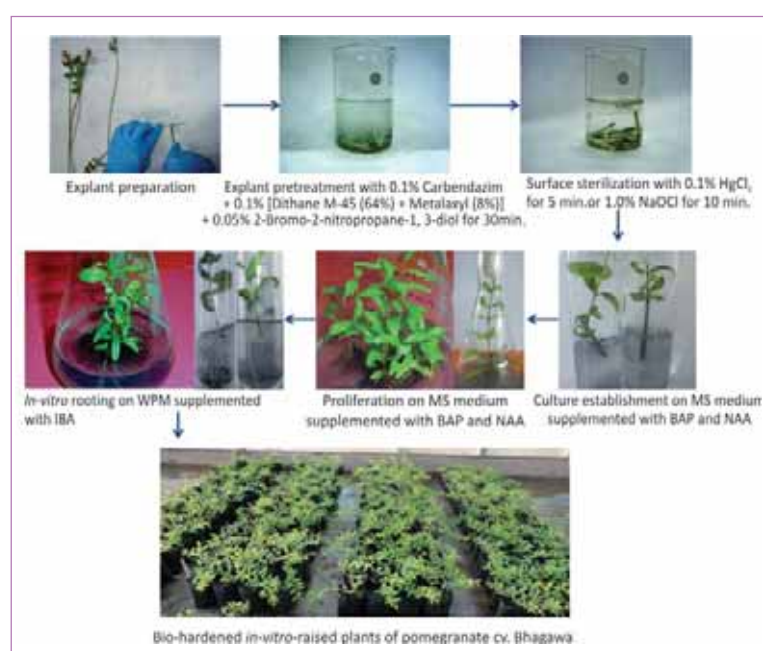 Explant preparation
Explant pretreatment with 0.1% Carbendazim
+ 0.1% [Dithane M-45 (64%) + Metalaxyl (8%)]
+ 0.05% 2-Bromo-2-nitropropane-1, 3-diol for 30min.
Surface sterilization with 0.1% HgCl,
for 5 min.or 1.0% NaOCl for 10 min.
Culture establishment on MS medium
supplemented with BAP and NAA
Proliferation on MS medium
supplemented with BAP and NAA
In-vitro rooting on WPM supplemented
with IBA
Bio-hardened in-vitro-raised plants of pomegranate cv. Bhagawa